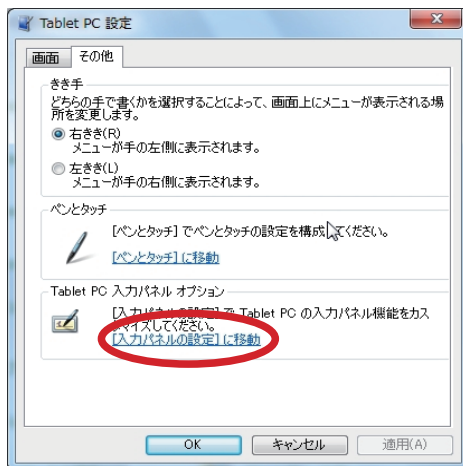 Tablet PC 設定
画面 その他
きき手
どちらの手で書くかを選択することによって、画面上にメニューが表示される場
所を変更します。
右きき(R)
メニューが手の左側に表示されます。
左きき(L)
メニューが手の右側に表示されます。
ペンとタッチ
[ペンとタッチ] でペンとタッチの設定を構成してください。
[ペンとタッチ] に移動
Tablet PC 入力パネル オプション
[入力パネルの設定] で Tablet PC の入力パネル機能をカス
タマイズしてください。
[入力パネルの設定] に移動
OK キャンセル 適用(A)